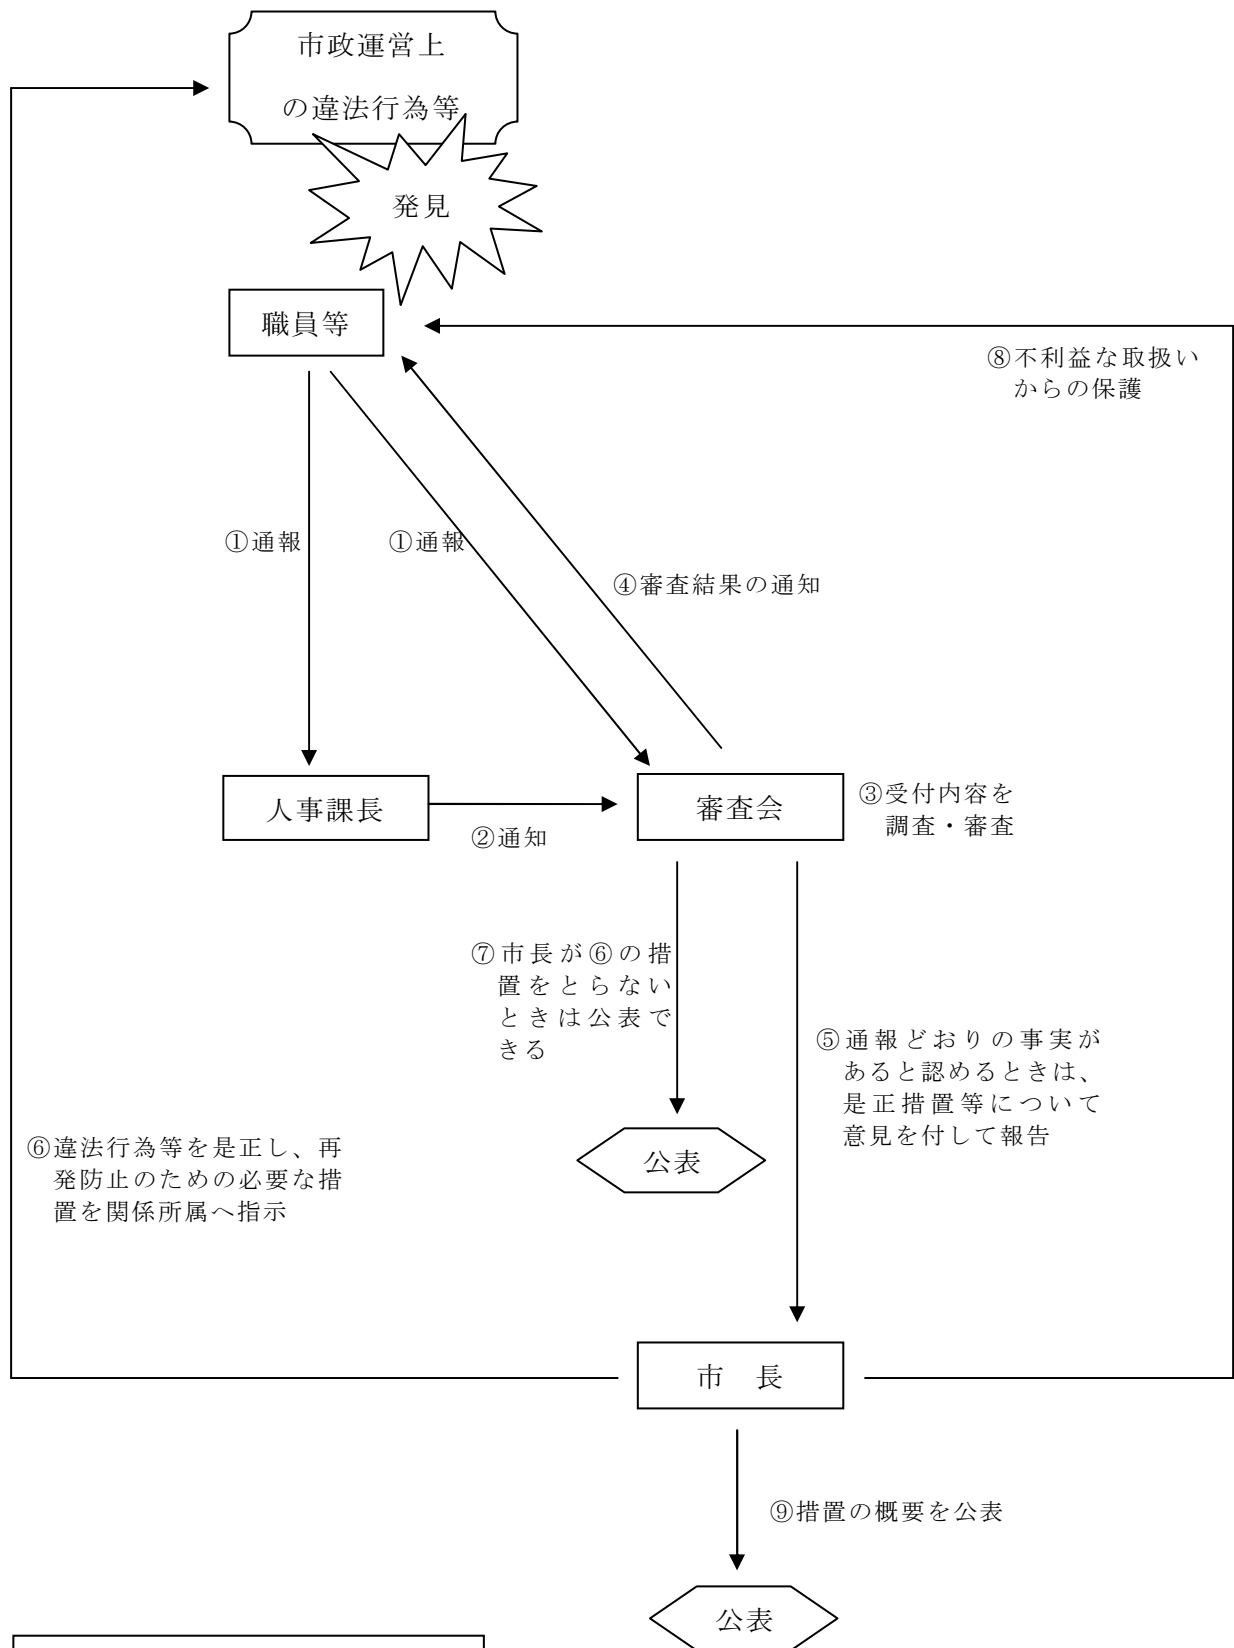 市政運営上
の違法行為等
発見
職員等
⑧不利益な取扱い
からの保護
①通報
①通報
④審査結果の通知
人事課長
②通知
審査会
③受付内容を
調査・審査
⑦市長が⑥の措
置をとらない
ときは公表で
きる
⑤通報どおりの事実が
あると認めるときは、
是正措置等について
意見を付して報告
公表
⑥違法行為等を是正し、再
発防止のための必要な措
置を関係所属へ指示
市　長
⑨措置の概要を公表
公表